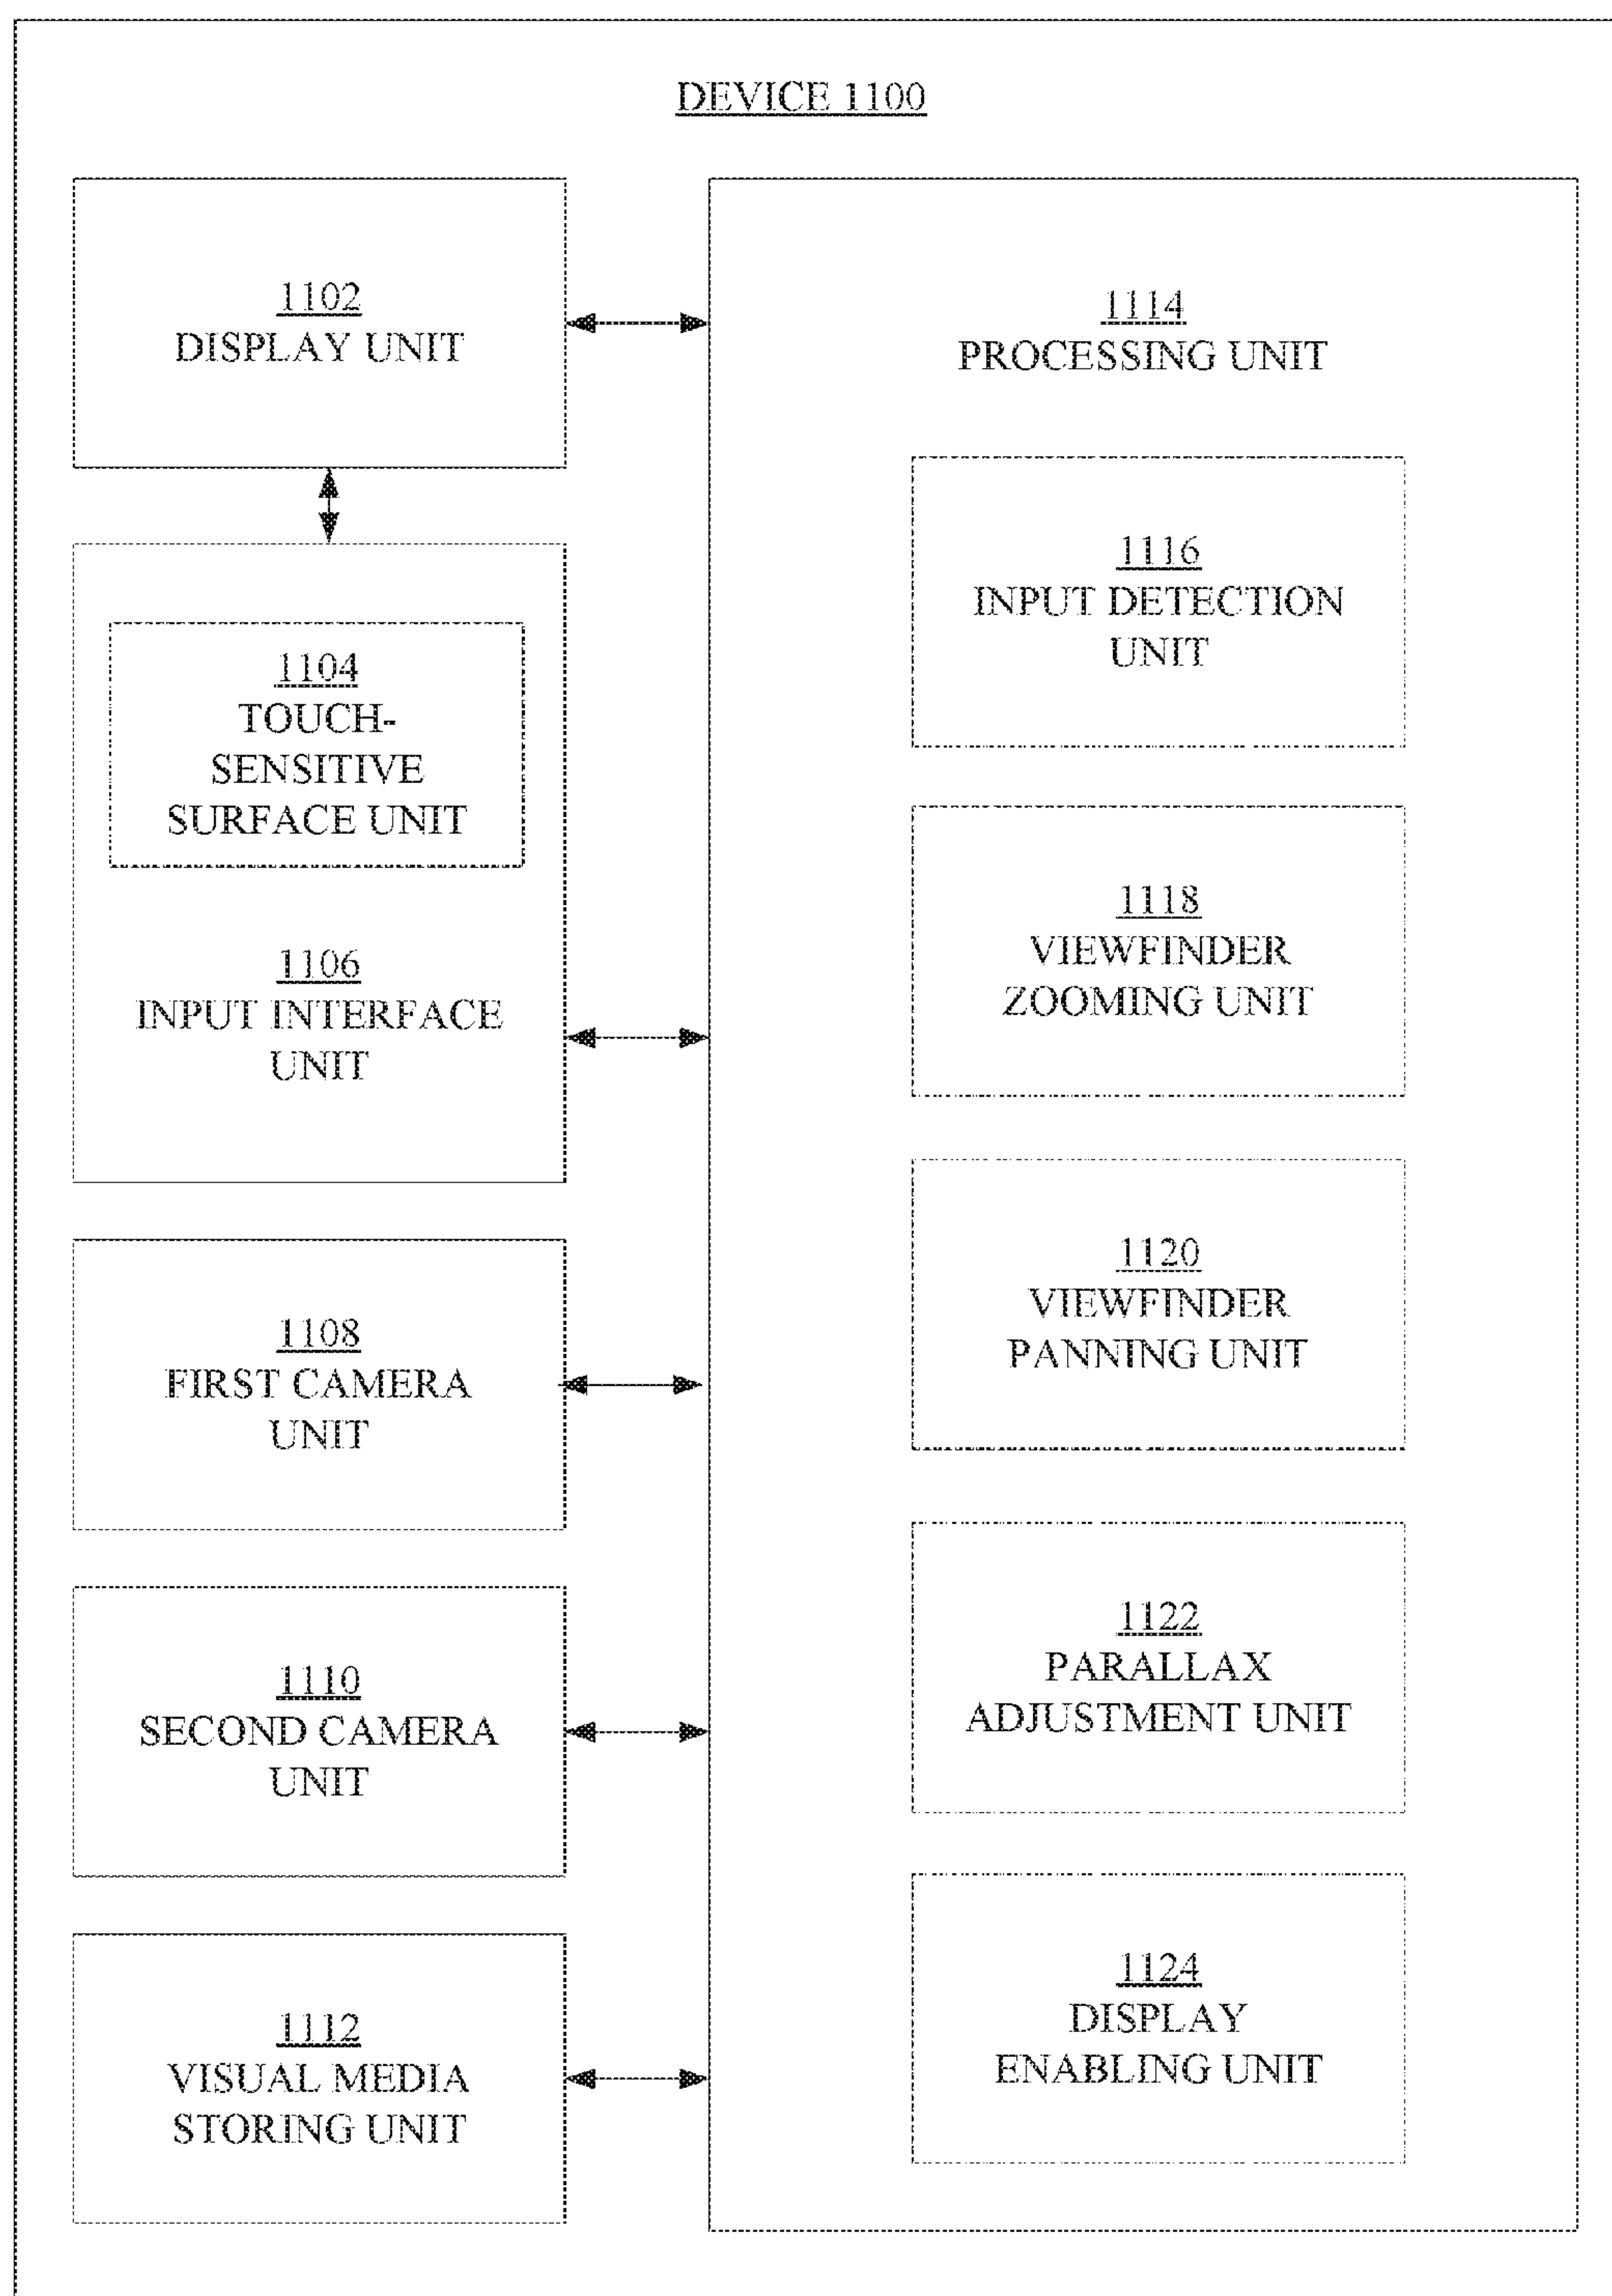 DEVICE 1100
1102
DISPLAY UNIT
1104
TOUCH-
SENSITIVE
SURFACE UNIT
1106
INPUT INTERFACE
UNIT
1108
FIRST CAMERA
UNIT
1110
SECOND CAMERA
UNIT
1112
VISUAL MEDIA
STORING UNIT
1114
PROCESSING UNIT
1116
INPUT DETECTION
UNIT
1118
VIEWFINDER
ZOOMING UNIT
1120
VIEWFINDER
PANNING UNIT
1122
PARALLAX
ADJUSTMENT UNIT
1124
DISPLAY
ENABLING UNIT